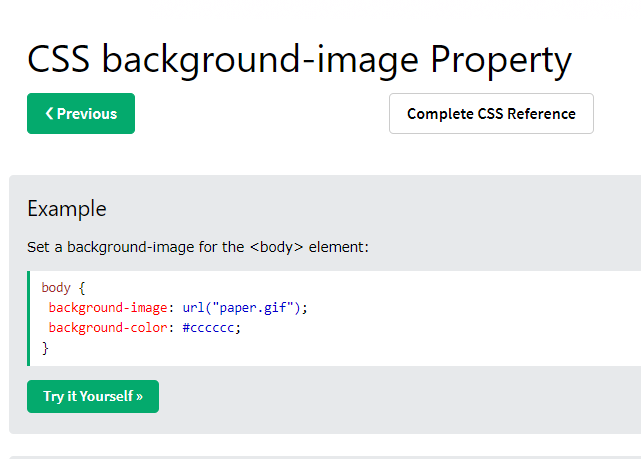 CSS background-image Property
❮ Previous
Complete CSS Reference
Example
Set a background-image for the <body> element:
body {
 background-image: url("paper.gif");
 background-color: #cccccc;
}
Try it Yourself »